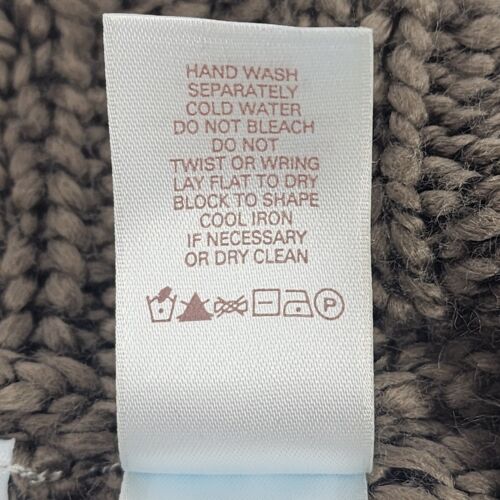 HAND WASH
SEPARATELY
COLD WATER
DO NOT BLEACH
DO NOT
TWIST OR WRING
LAY FLAT TO DRY
BLOCK TO SHAPE
COOL IRON
IF NECESSARY
OR DRY CLEAN
P